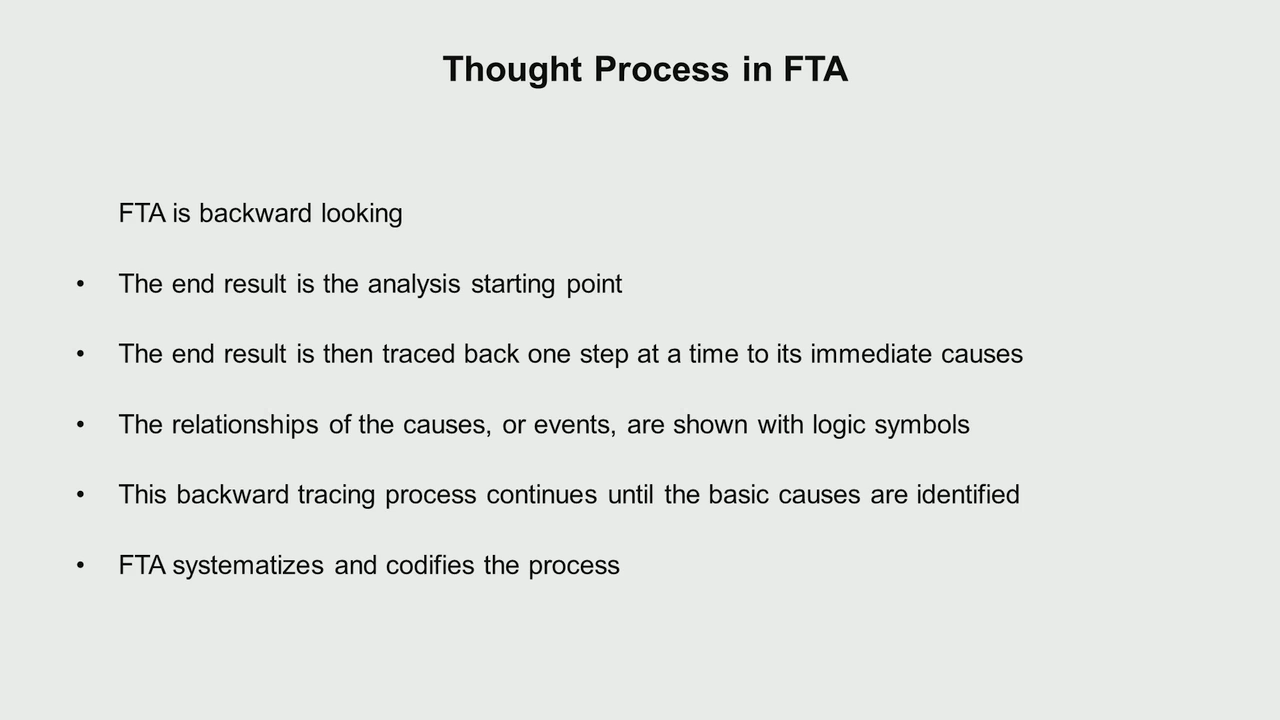 Thought Process in FTA
FTA is backward looking
• The end result is the analysis starting point
• The end result is then traced back one step at a time to its immediate causes
• The relationships of the causes, or events, are shown with logic symbols
• This backward tracing process continues until the basic causes are identified
• FTA systematizes and codifies the process